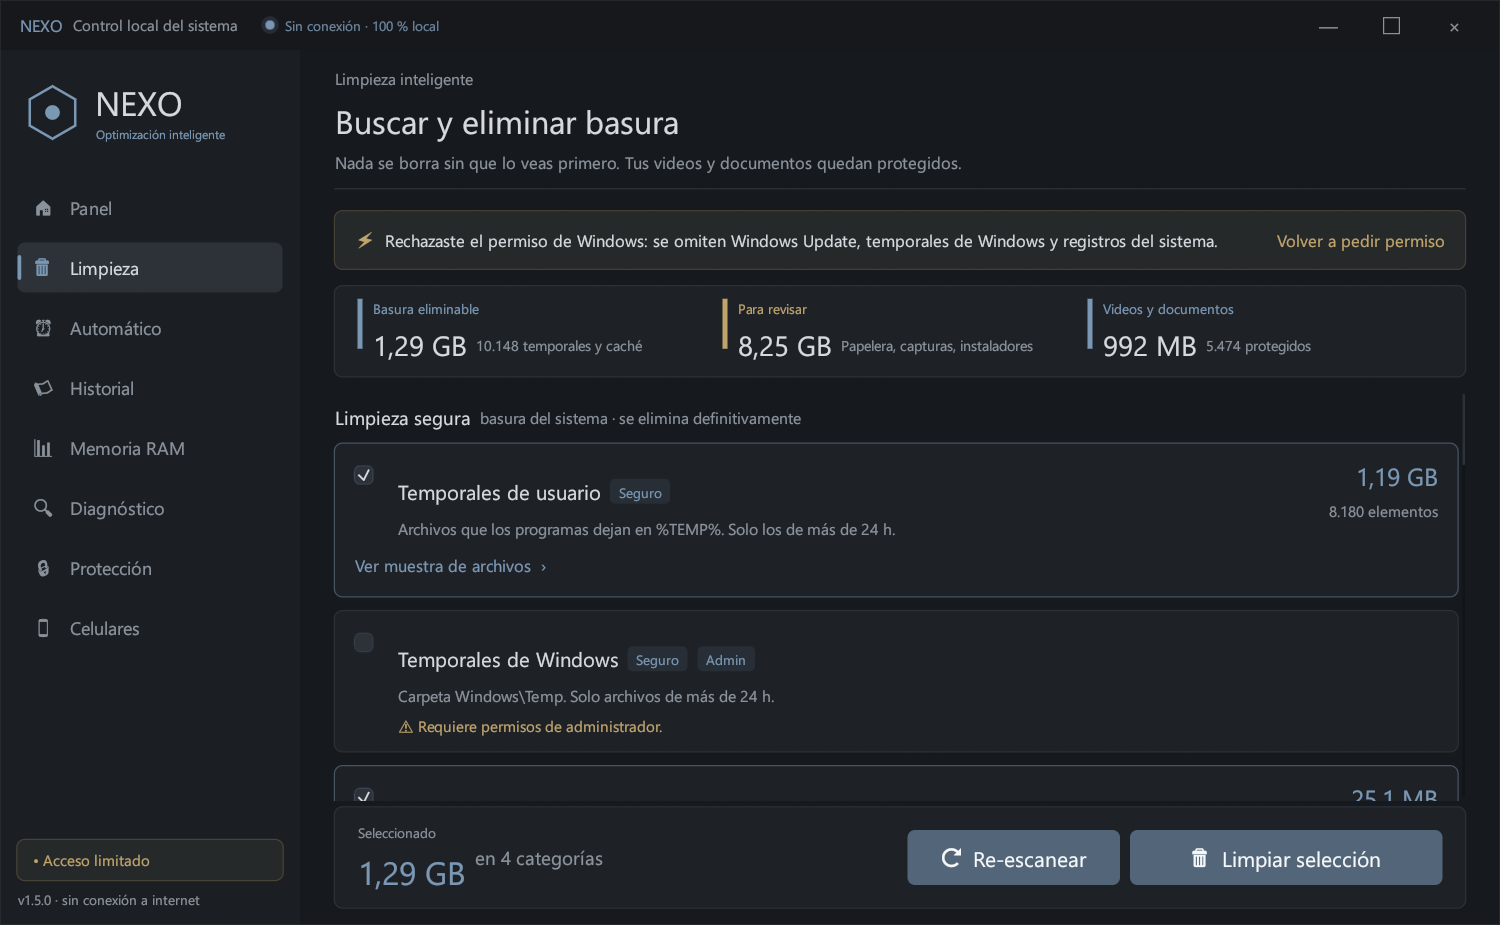 NEXO Control local del sistema Sin conexión · 100 % local
NEXO
Optimización inteligente
Panel
Limpieza
Automático
Historial
Memoria RAM
Diagnóstico
Protección
Celulares
• Acceso limitado
v1.5.0 · sin conexión a internet
Limpieza inteligente
Buscar y eliminar basura
Nada se borra sin que lo veas primero. Tus videos y documentos quedan protegidos.
⚡ Rechazaste el permiso de Windows: se omiten Windows Update, temporales de Windows y registros del sistema. Volver a pedir permiso
Basura eliminable
1,29 GB 10.148 temporales y caché
Para revisar
8,25 GB Papelera, capturas, instaladores
Videos y documentos
992 MB 5.474 protegidos
Limpieza segura basura del sistema · se elimina definitivamente
Temporales de usuario Seguro
1,19 GB
8.180 elementos
Archivos que los programas dejan en %TEMP%. Solo los de más de 24 h.
Ver muestra de archivos ›
Temporales de Windows Seguro Admin
Carpeta Windows\Temp. Solo archivos de más de 24 h.
⚠ Requiere permisos de administrador.
25,1 MB
Seleccionado
1,29 GB en 4 categorías
Re-escanear
Limpiar selección